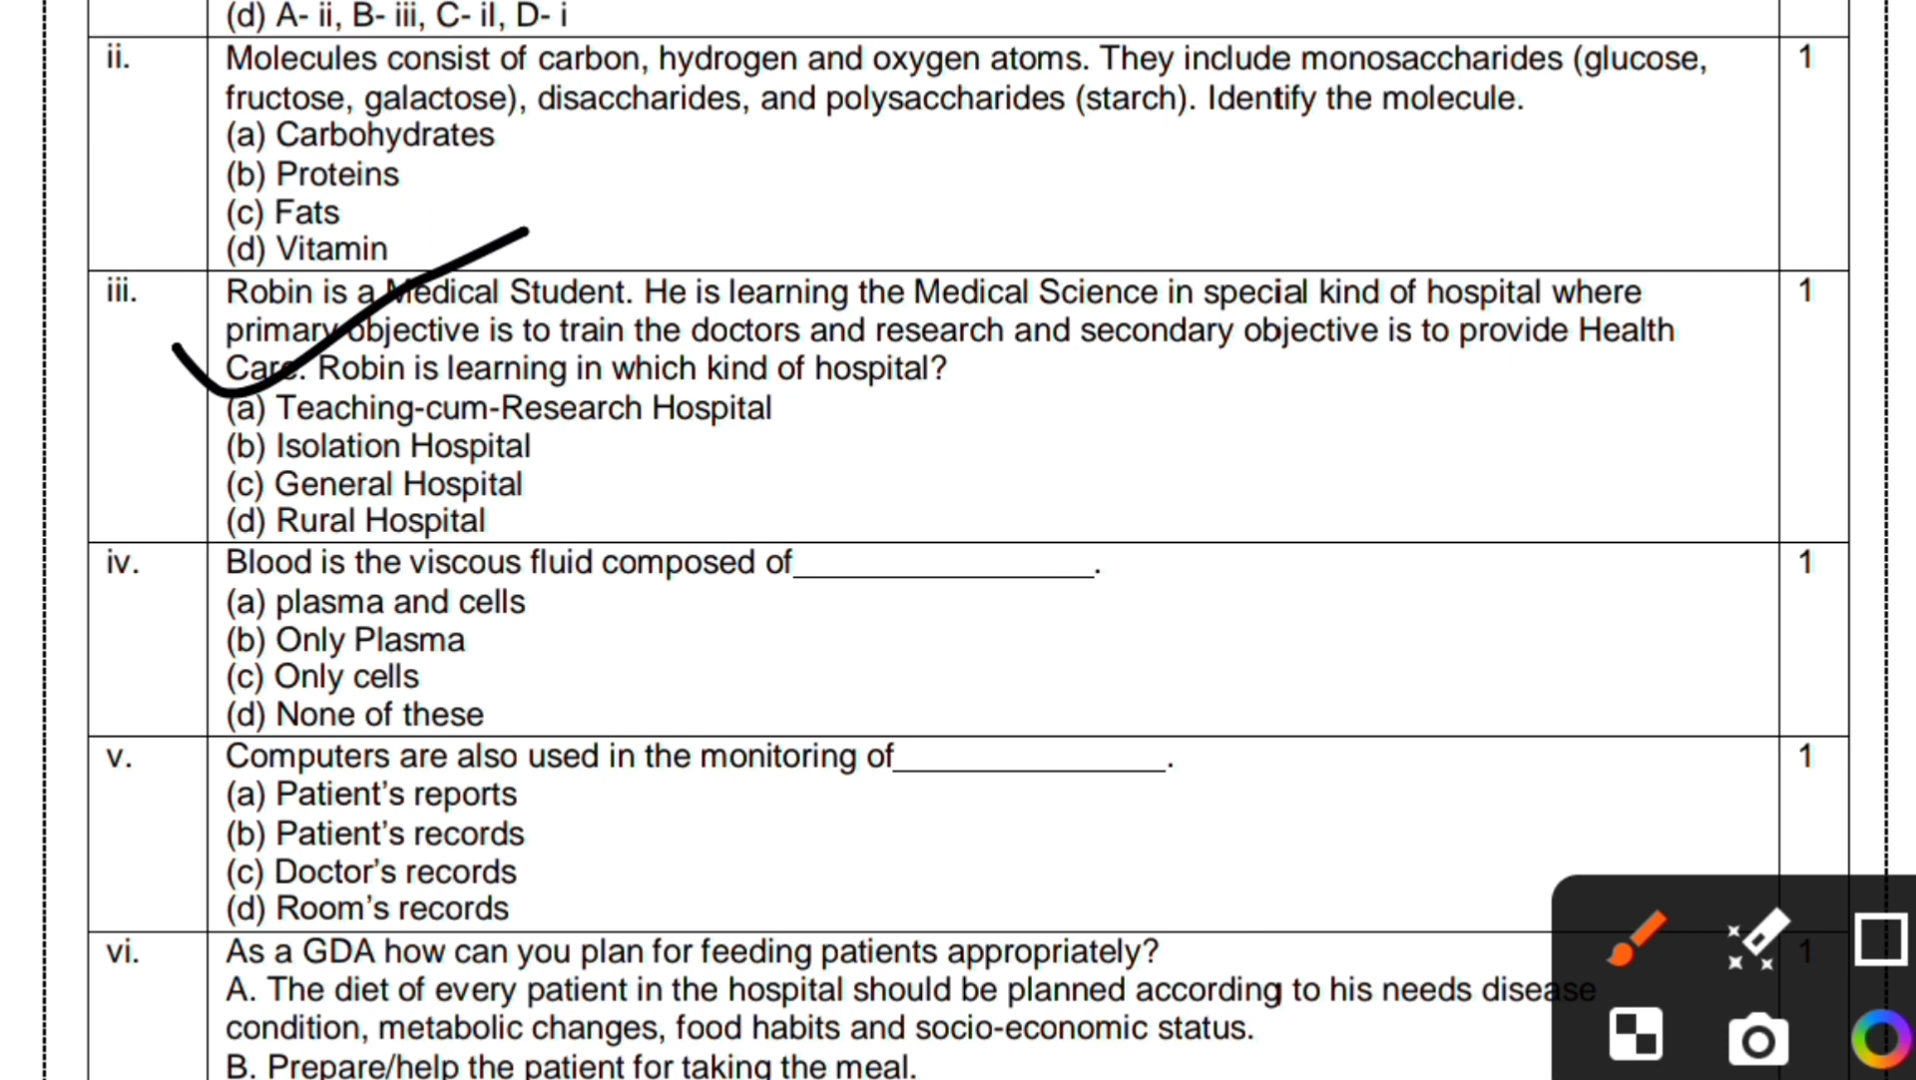 (d) A- ii, B- iii, C- iI, D- i
ii.
Molecules consist of carbon, hydrogen and oxygen atoms. They include monosaccharides (glucose,
1
fructose, galactose), disaccharides, and polysaccharides (starch). Identify the molecule.
(a) Carbohydrates
(b) Proteins
(c) Fats
(d) Vitamin
iii.
Robin is a Medical Student. He is learning the Medical Science in special kind of hospital where
1
primary objective is to train the doctors and research and secondary objective is to provide Health
Care. Robin is learning in which kind of hospital?
(a) Teaching-cum-Research Hospital
(b) Isolation Hospital
(c) General Hospital
(d) Rural Hospital
iv.
Blood is the viscous fluid composed of_________________.
1
(a) plasma and cells
(b) Only Plasma
(c) Only cells
(d) None of these
v.
Computers are also used in the monitoring of_______________.
1
(a) Patient's reports
(b) Patient's records
(c) Doctor's records
(d) Room's records
vi.
As a GDA how can you plan for feeding patients appropriately?
1
A. The diet of every patient in the hospital should be planned according to his needs disease
condition, metabolic changes, food habits and socio-economic status.
B. Prepare/help the patient for taking the meal.